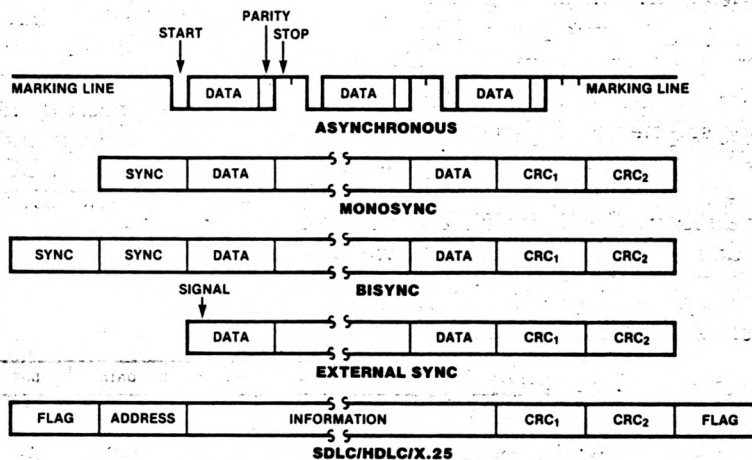 PARITY
START STOP
MARKING LINE DATA DATA DATA MARKING LINE
ASYNCHRONOUS
SYNC DATA DATA CRC₁ CRC₂
MONOSYNC
SYNC SYNC DATA DATA CRC₁ CRC₂
BISYNC
SIGNAL
DATA DATA CRC₁ CRC₂
EXTERNAL SYNC
FLAG ADDRESS INFORMATION CRC₁ CRC₂ FLAG
SDLC/HDLC/X.25